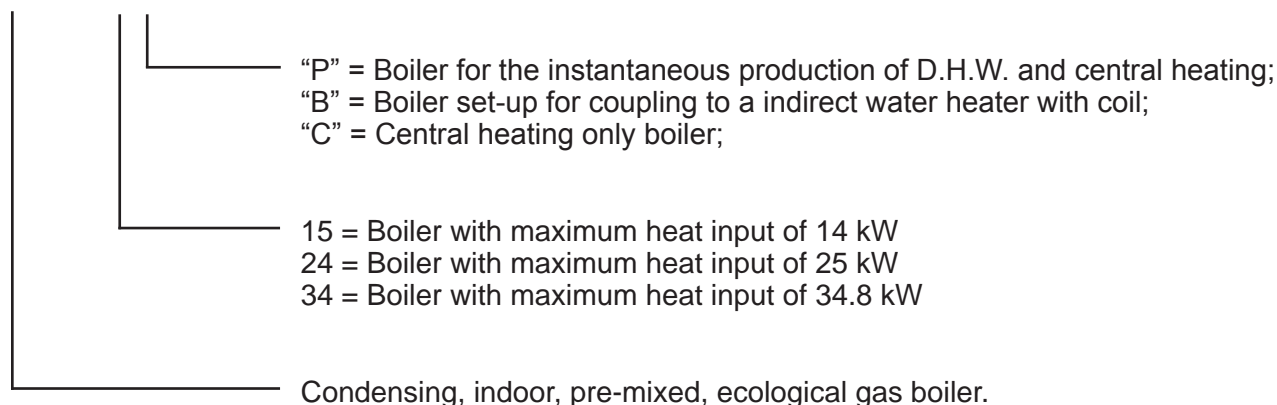 “P” = Boiler for the instantaneous production of D.H.W. and central heating;
“B” = Boiler set-up for coupling to a indirect water heater with coil;
“C” = Central heating only boiler;
15 = Boiler with maximum heat input of 14 kW
24 = Boiler with maximum heat input of 25 kW
34 = Boiler with maximum heat input of 34.8 kW
Condensing, indoor, pre-mixed, ecological gas boiler.